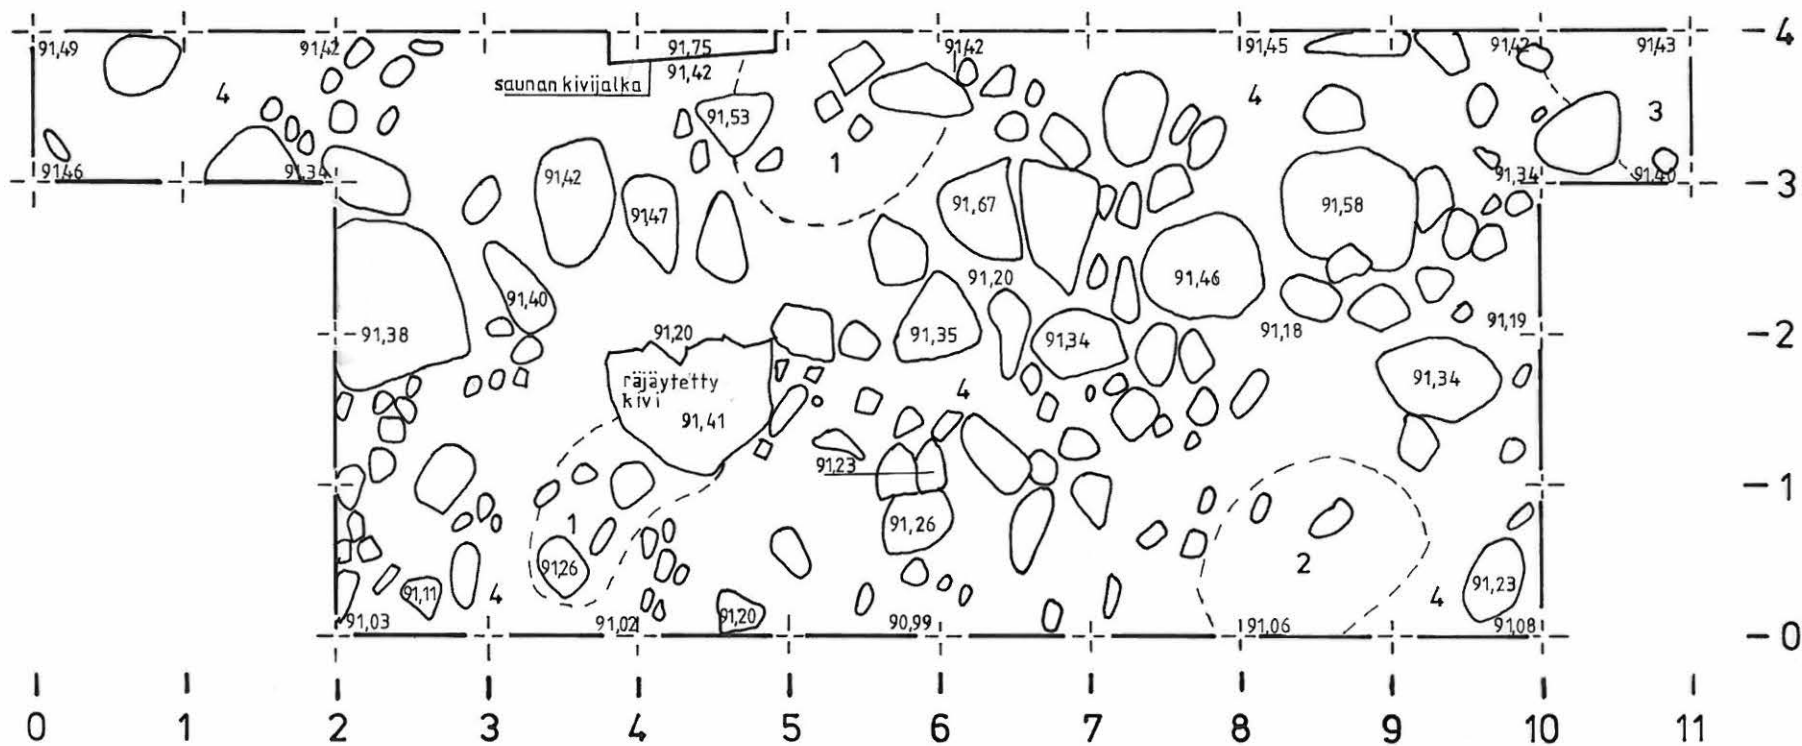 91,49 91,42 91,75 91,42 91,45 91,42 91,43 4
91,42
saunan kivijalka
4 91,53 4 3
1
91,46 91,34 91,42 91,34 91,40 3
91,47 91,67 91,58
91,40 91,20 91,46
91,38 91,20 91,35 91,34 91,18 91,19 2
räjäytetty
kivi
91,41 4 91,34
91,23 1
1 91,26
91,26 2
91,11 4 91,20 4 91,23
91,03 91,02 90,99 91,06 91,08 0
0 1 2 3 4 5 6 7 8 9 10 11